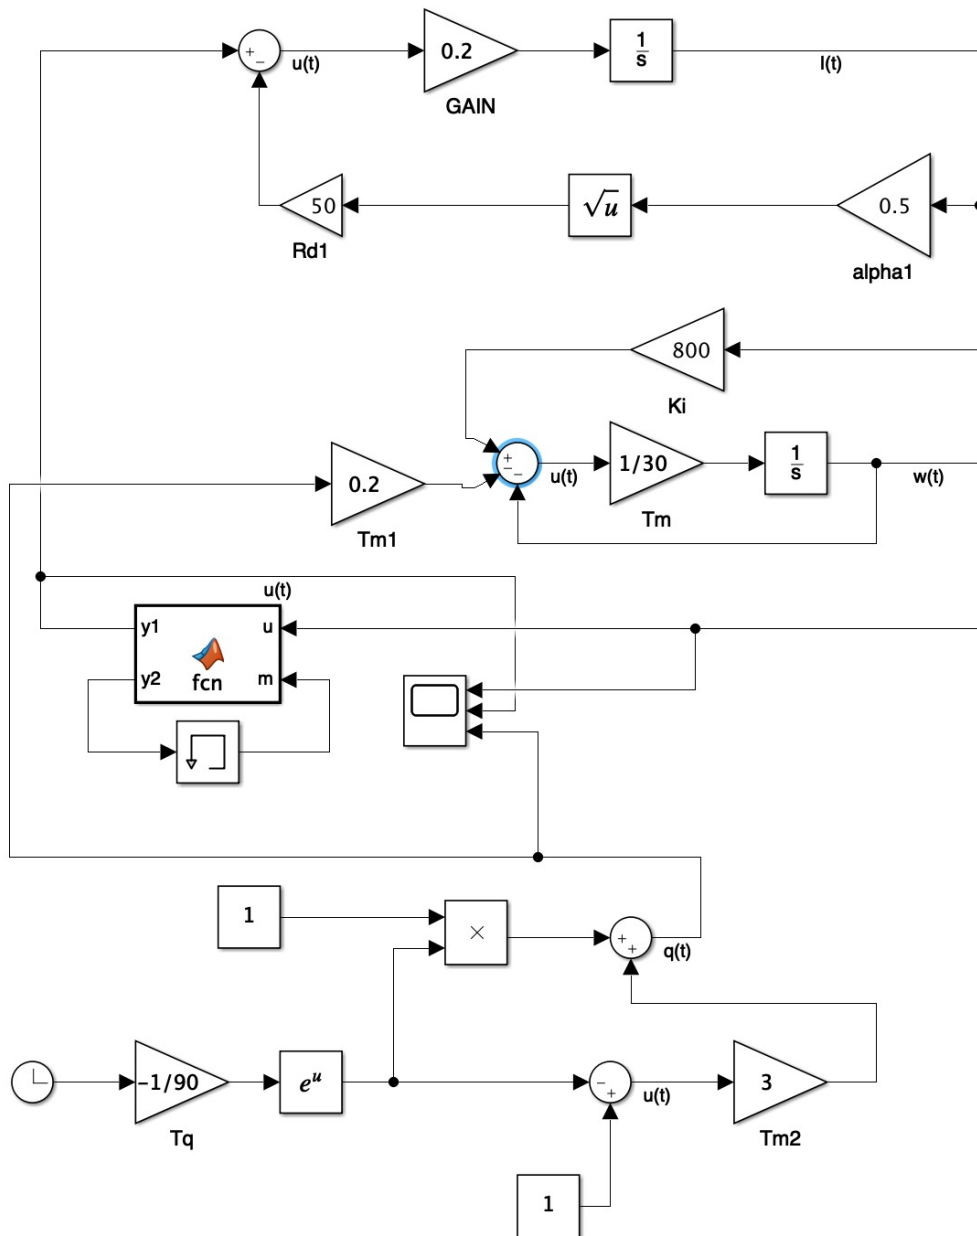 +
−
u(t)
0.2
GAIN
1
s
I(t)
50
Rd1
√u
0.5
alpha1
800
Ki
0.2
Tm1
+
−
−
u(t)
1/30
Tm
1
s
w(t)
u(t)
y1
u
y2
m
fcn
1
×
+
+
q(t)
−1/90
Tq
eᵘ
−
+
u(t)
3
Tm2
1